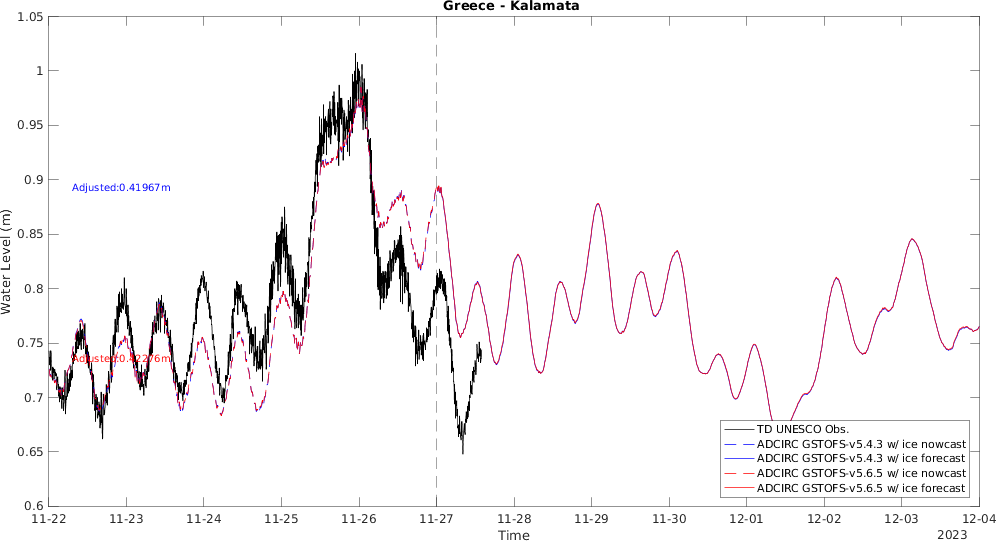 Greece - Kalamata
1.05
1
0.95
0.9
0.85
0.8
0.75
0.7
0.65
0.6
Water Level (m)
Adjusted:0.41967m
Adjusted:0.42276m
TD UNESCO Obs.
ADCIRC GSTOFS-v5.4.3 w/ ice nowcast
ADCIRC GSTOFS-v5.4.3 w/ ice forecast
ADCIRC GSTOFS-v5.6.5 w/ ice nowcast
ADCIRC GSTOFS-v5.6.5 w/ ice forecast
11-22 11-23 11-24 11-25 11-26 11-27 11-28 11-29 11-30 12-01 12-02 12-03 12-04
Time
2023